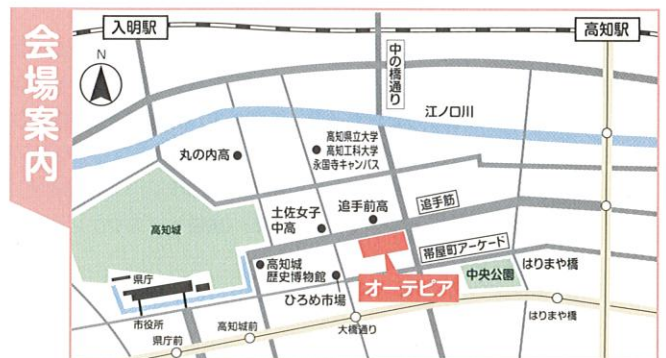 会場案内
N
入明駅
高知駅
中の橋通り
江ノ口川
高知県立大学
高知工科大学
永国寺キャンパス
丸の内高
土佐女子
中高
追手前高
追手筋
高知城
帯屋町アーケード
高知城
歴史博物館
ひろめ市場
オーテピア
中央公園
はりまや橋
県庁
市役所
県庁前
高知城前
大橋通り
はりまや橋